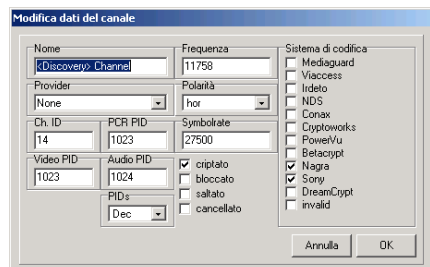 Modifica dati del canale
Nome
<Discovery> Channel
Frequenza
11758
Sistema di codifica
Mediaguard
Viaccess
Irdeto
NDS
Conax
Cryptoworks
PowerVu
Betacrypt
Nagra
Sony
DreamCrypt
invalid
Provider
None
Polarità
hor
Ch. ID
14
PCR PID
1023
Symbolrate
27500
Video PID
1023
Audio PID
1024
criptato
bloccato
saltato
cancellato
PIDs
Dec
Annulla
OK